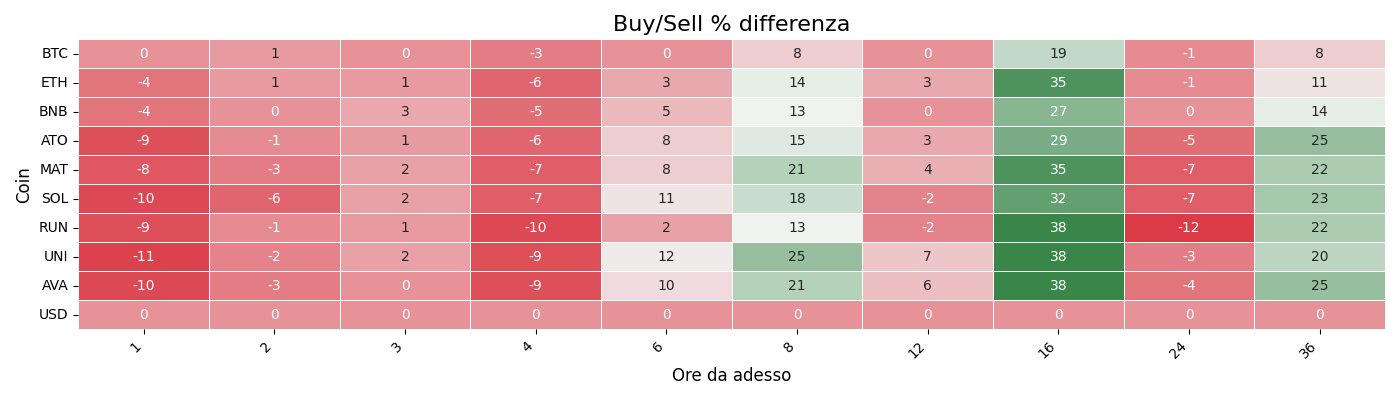 Buy/Sell % differenza
Coin
BTC 0 1 0 -3 0 8 0 19 -1 8
ETH -4 1 1 -6 3 14 3 35 -1 11
BNB -4 0 3 -5 5 13 0 27 0 14
ATO -9 -1 1 -6 8 15 3 29 -5 25
MAT -8 -3 2 -7 8 21 4 35 -7 22
SOL -10 -6 2 -7 11 18 -2 32 -7 23
RUN -9 -1 1 -10 2 13 -2 38 -12 22
UNI -11 -2 2 -9 12 25 7 38 -3 20
AVA -10 -3 0 -9 10 21 6 38 -4 25
USD 0 0 0 0 0 0 0 0 0 0
1 2 3 4 6 8 12 16 24 36
Ore da adesso